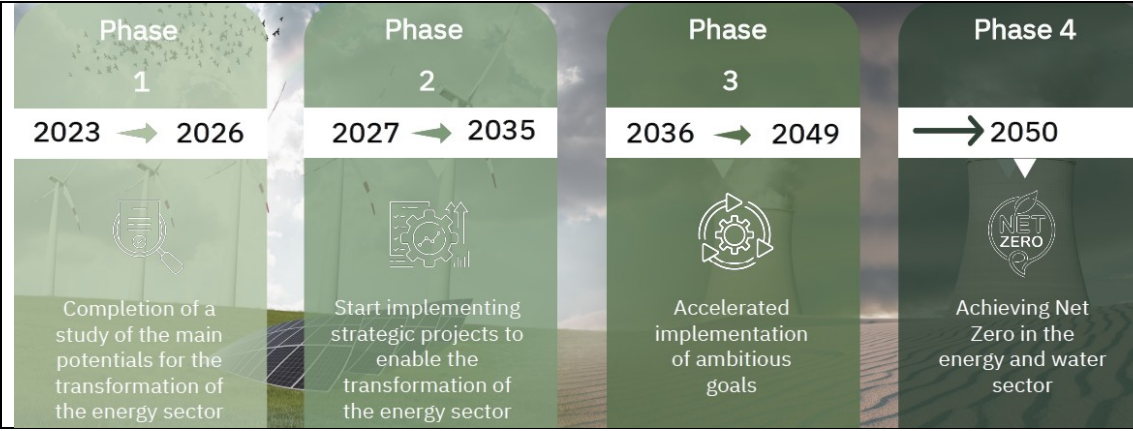 Phase
1
2023 2026
Completion of a
study of the main
potentials for the
transformation of
the energy sector
Phase
2
2027 2035
Start implementing
strategic projects to
enable the
transformation of
the energy sector
Phase
3
2036 2049
Accelerated
implementation
of ambitious
goals
Phase 4
2050
NET
ZERO
Achieving Net
Zero in the
energy and water
sector